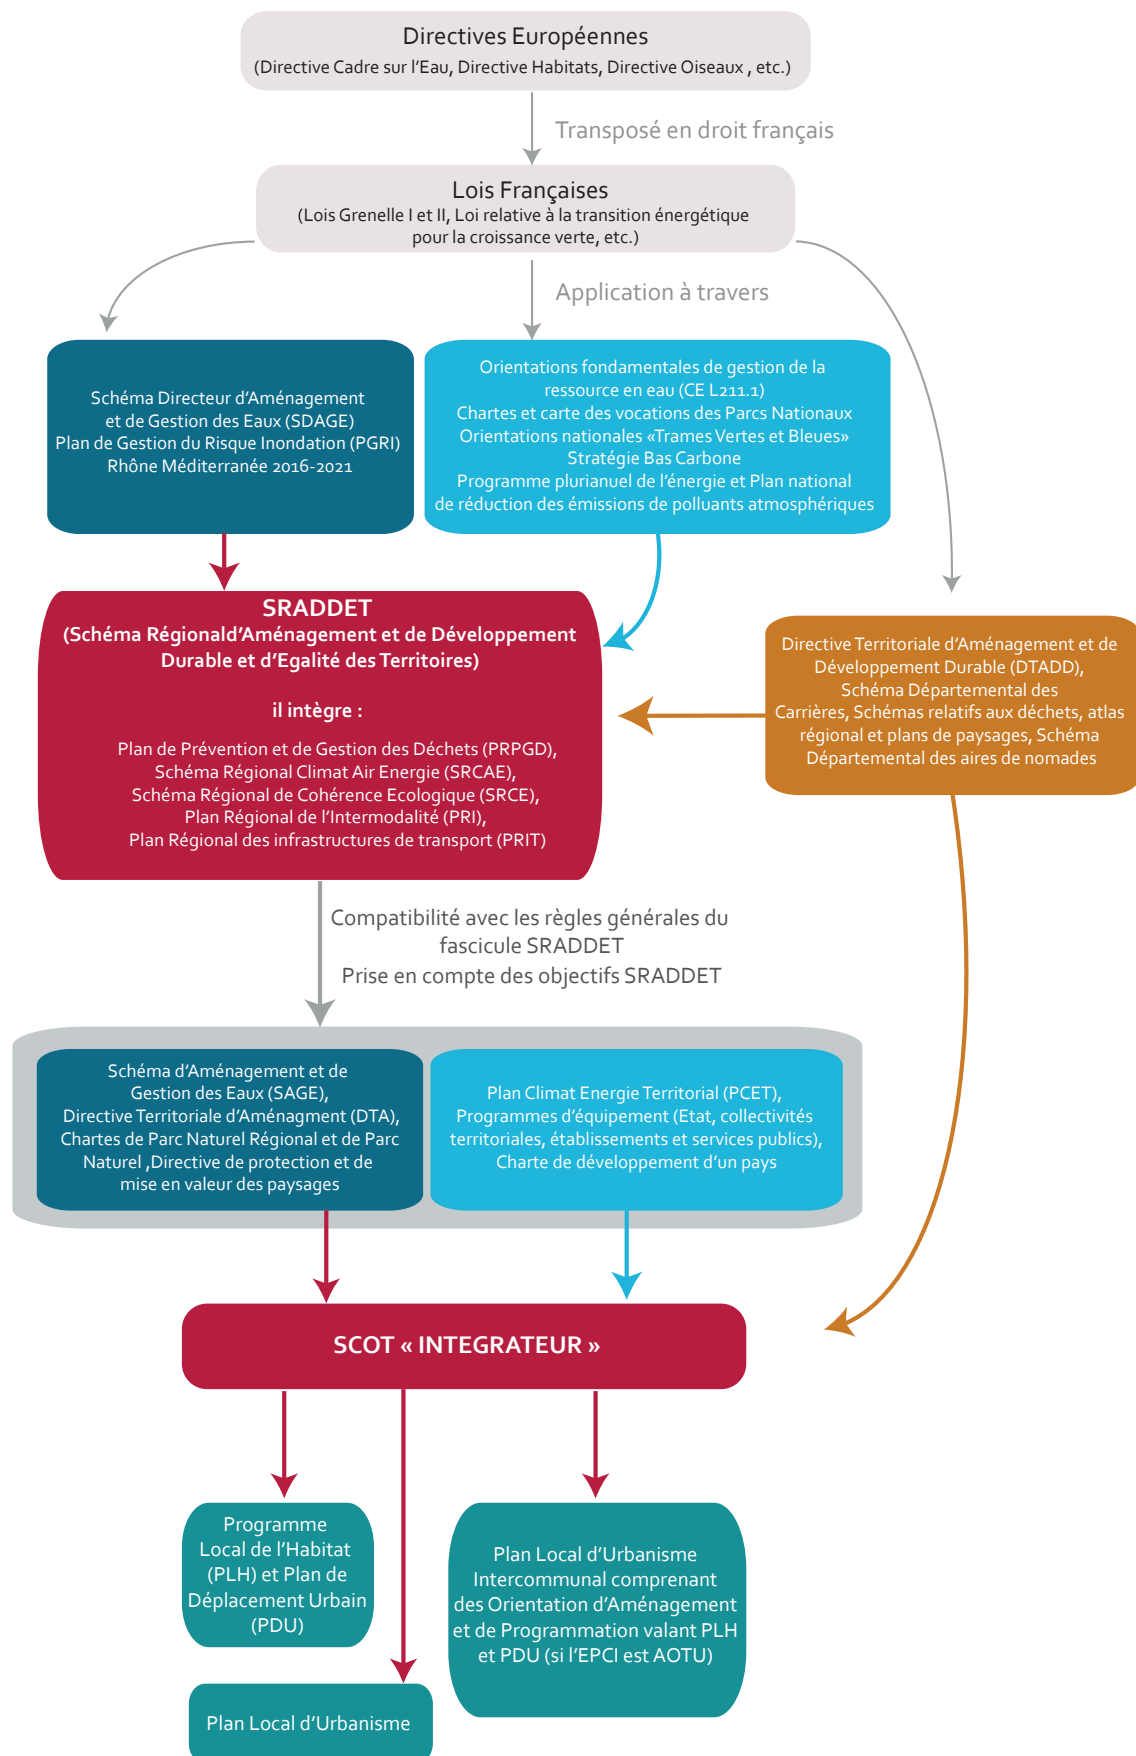 Directives Européennes
(Directive Cadre sur l'Eau, Directive Habitats, Directive Oiseaux , etc.)
Transposé en droit français
Lois Françaises
(Lois Grenelle I et II, Loi relative à la transition énergétique
pour la croissance verte, etc.)
Application à travers
Schéma Directeur d'Aménagement
et de Gestion des Eaux (SDAGE)
Plan de Gestion du Risque Inondation (PGRI)
Rhône Méditerranée 2016-2021
Orientations fondamentales de gestion de la
ressource en eau (CE L211.1)
Chartes et carte des vocations des Parcs Nationaux
Orientations nationales «Trames Vertes et Bleues»
Stratégie Bas Carbone
Programme plurianuel de l'énergie et Plan national
de réduction des émissions de polluants atmosphériques
SRADDET
(Schéma Régionald'Aménagement et de Développement
Durable et d'Egalité des Territoires)
il intègre :
Plan de Prévention et de Gestion des Déchets (PRPGD),
Schéma Régional Climat Air Energie (SRCAE),
Schéma Régional de Cohérence Ecologique (SRCE),
Plan Régional de l'Intermodalité (PRI),
Plan Régional des infrastructures de transport (PRIT)
Directive Territoriale d'Aménagement et de
Développement Durable (DTADD),
Schéma Départemental des
Carrières, Schémas relatifs aux déchets, atlas
régional et plans de paysages, Schéma
Départemental des aires de nomades
Compatibilité avec les règles générales du
fascicule SRADDET
Prise en compte des objectifs SRADDET
Schéma d'Aménagement et de
Gestion des Eaux (SAGE),
Directive Territoriale d'Aménagment (DTA),
Chartes de Parc Naturel Régional et de Parc
Naturel ,Directive de protection et de
mise en valeur des paysages
Plan Climat Energie Territorial (PCET),
Programmes d'équipement (Etat, collectivités
territoriales, établissements et services publics),
Charte de développement d'un pays
SCOT « INTEGRATEUR »
Programme
Local de l'Habitat
(PLH) et Plan de
Déplacement Urbain
(PDU)
Plan Local d'Urbanisme
Intercommunal comprenant
des Orientation d'Aménagement
et de Programmation valant PLH
et PDU (si l'EPCI est AOTU)
Plan Local d'Urbanisme